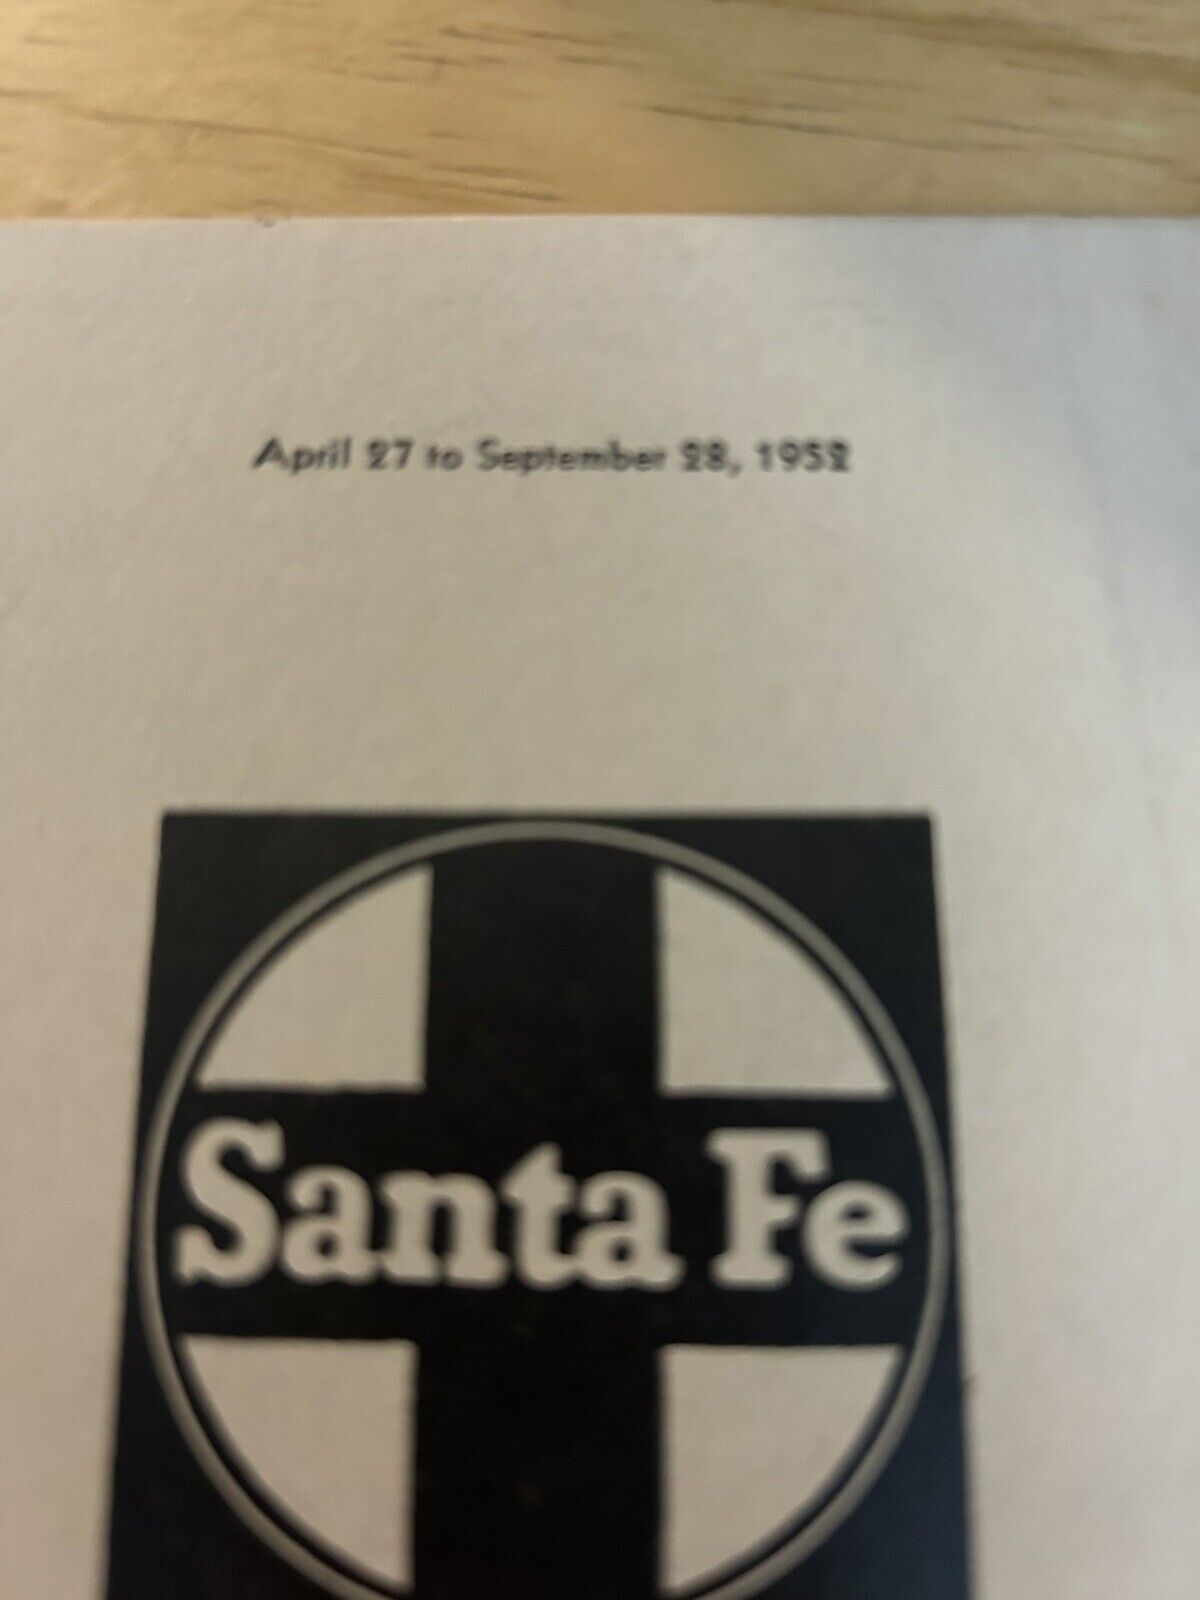 April 27 to September 28, 1952
Santa Fe